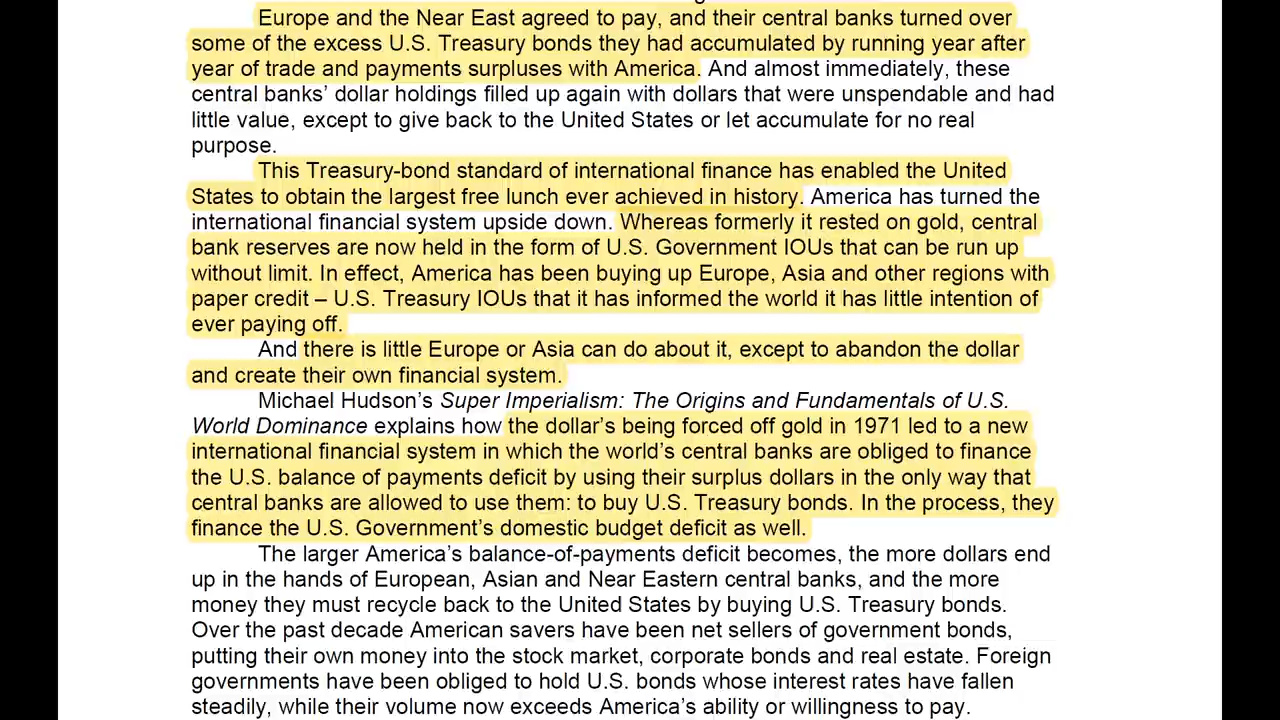 Europe and the Near East agreed to pay, and their central banks turned over
some of the excess U.S. Treasury bonds they had accumulated by running year after
year of trade and payments surpluses with America. And almost immediately, these
central banks’ dollar holdings filled up again with dollars that were unspendable and had
little value, except to give back to the United States or let accumulate for no real
purpose.
This Treasury-bond standard of international finance has enabled the United
States to obtain the largest free lunch ever achieved in history. America has turned the
international financial system upside down. Whereas formerly it rested on gold, central
bank reserves are now held in the form of U.S. Government IOUs that can be run up
without limit. In effect, America has been buying up Europe, Asia and other regions with
paper credit – U.S. Treasury IOUs that it has informed the world it has little intention of
ever paying off.
And there is little Europe or Asia can do about it, except to abandon the dollar
and create their own financial system.
Michael Hudson’s Super Imperialism: The Origins and Fundamentals of U.S.
World Dominance explains how the dollar’s being forced off gold in 1971 led to a new
international financial system in which the world’s central banks are obliged to finance
the U.S. balance of payments deficit by using their surplus dollars in the only way that
central banks are allowed to use them: to buy U.S. Treasury bonds. In the process, they
finance the U.S. Government’s domestic budget deficit as well.
The larger America’s balance-of-payments deficit becomes, the more dollars end
up in the hands of European, Asian and Near Eastern central banks, and the more
money they must recycle back to the United States by buying U.S. Treasury bonds.
Over the past decade American savers have been net sellers of government bonds,
putting their own money into the stock market, corporate bonds and real estate. Foreign
governments have been obliged to hold U.S. bonds whose interest rates have fallen
steadily, while their volume now exceeds America’s ability or willingness to pay.